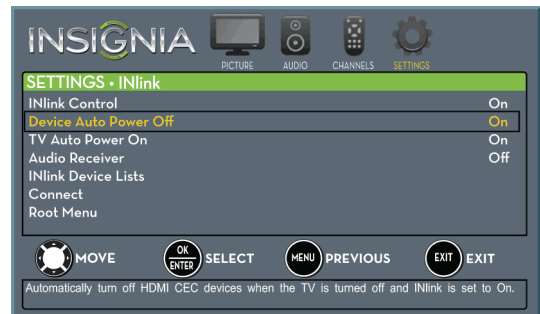 INSIGNIA
PICTURE AUDIO CHANNELS SETTINGS
SETTINGS • INlink
INlink Control On
Device Auto Power Off On
TV Auto Power On On
Audio Receiver Off
INlink Device Lists
Connect
Root Menu
MOVE OK ENTER SELECT MENU PREVIOUS EXIT EXIT
Automatically turn off HDMI CEC devices when the TV is turned off and INlink is set to On.